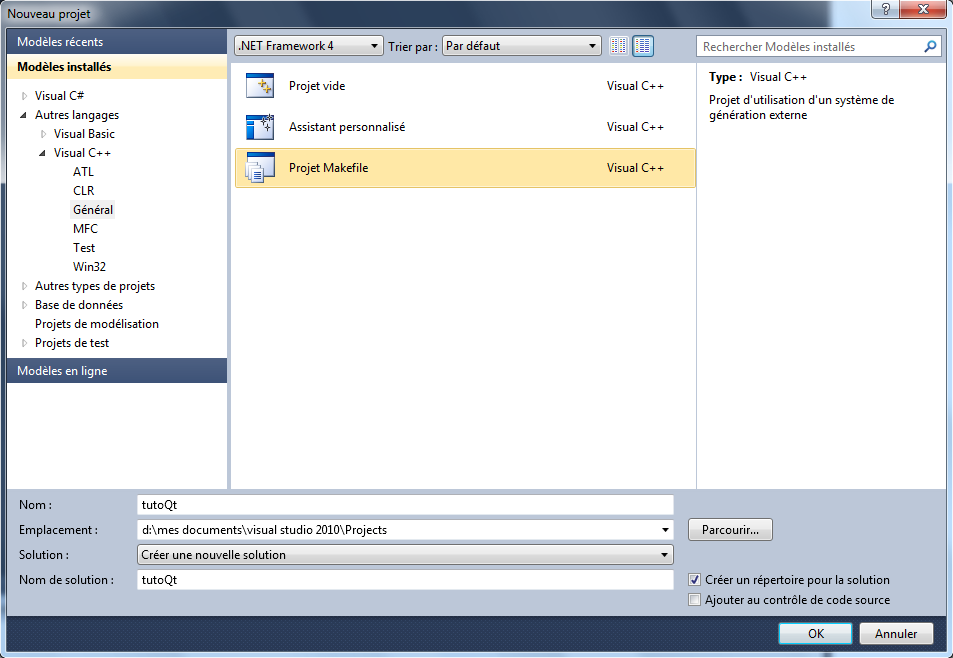 Nouveau projet
?
Modèles récents
.NET Framework 4 Trier par : Par défaut Rechercher Modèles installés
Modèles installés
Visual C#
Autres langages
Visual Basic
Visual C++
ATL
CLR
Général
MFC
Test
Win32
Autres types de projets
Base de données
Projets de modélisation
Projets de test
Modèles en ligne
Projet vide Visual C++
Assistant personnalisé Visual C++
Projet Makefile Visual C++
Type : Visual C++
Projet d'utilisation d'un système de
génération externe
Nom : tutoQt
Emplacement : d:\mes documents\visual studio 2010\Projects Parcourir...
Solution : Créer une nouvelle solution
Nom de solution : tutoQt
Créer un répertoire pour la solution
Ajouter au contrôle de code source
OK Annuler